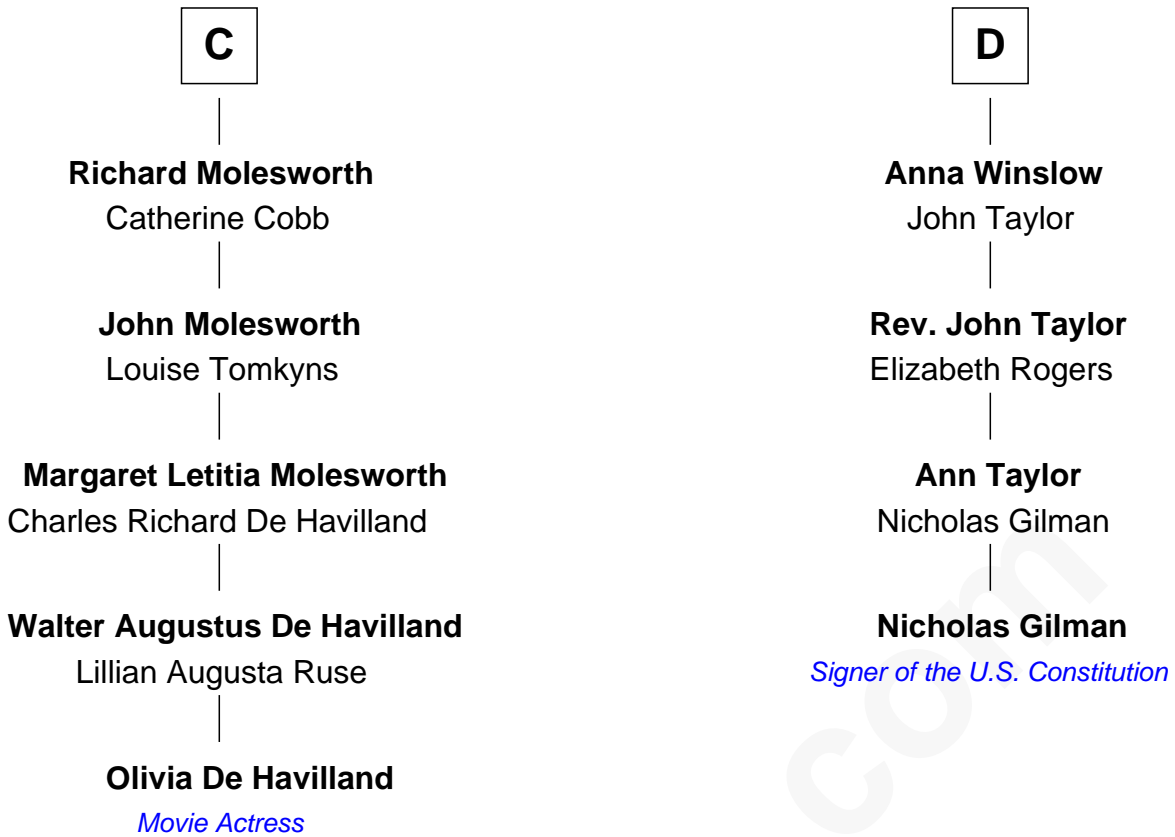 C
Richard Molesworth
Catherine Cobb
John Molesworth
Louise Tomkyns
Margaret Letitia Molesworth
Charles Richard De Havilland
Walter Augustus De Havilland
Lillian Augusta Ruse
Olivia De Havilland
Movie Actress
D
Anna Winslow
John Taylor
Rev. John Taylor
Elizabeth Rogers
Ann Taylor
Nicholas Gilman
Nicholas Gilman
Signer of the U.S. Constitution
com